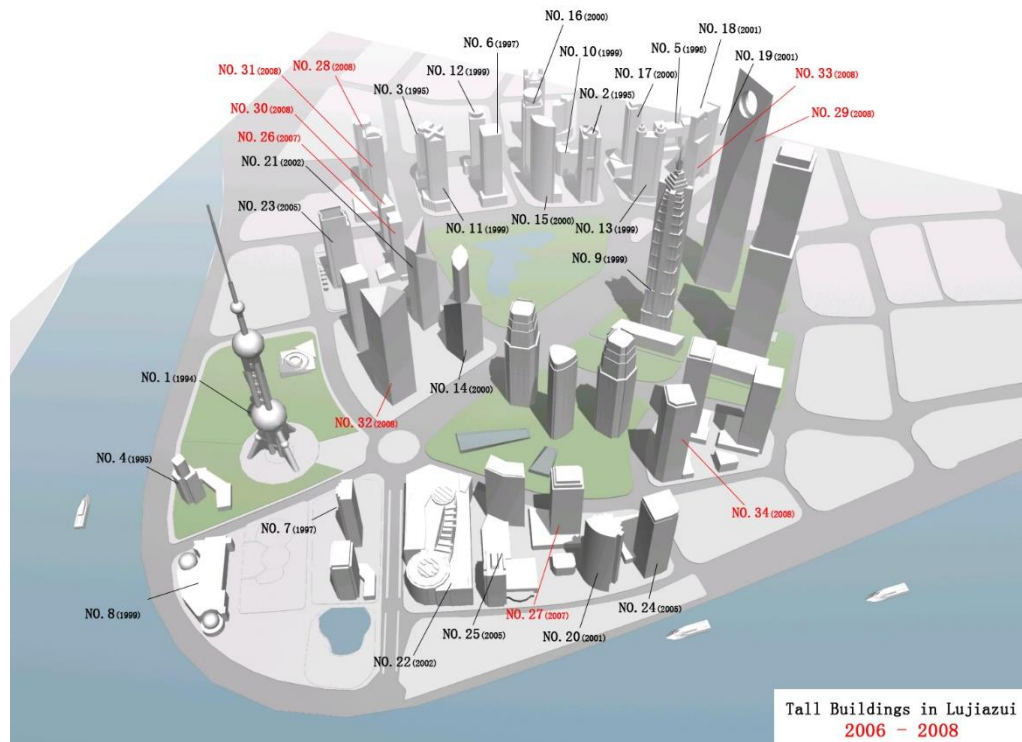 NO. 16(2000)
NO. 18(2001)
NO. 6(1997)
NO. 5(1996)
NO. 10(1999)
NO. 19(2001)
NO. 28(2008)
NO. 31(2008)
NO. 12(1999)
NO. 17(2000)
NO. 33(2008)
NO. 3(1995)
NO. 2(1995)
NO. 30(2008)
NO. 29(2008)
NO. 26(2007)
NO. 21(2002)
NO. 23(2005)
NO. 15(2000)
NO. 11(1999)
NO. 13(1999)
NO. 9(1999)
NO. 1(1994)
NO. 14(2000)
NO. 32(2008)
NO. 4(1995)
NO. 34(2008)
NO. 7(1997)
NO. 24(2005)
NO. 8(1999)
NO. 27(2007)
NO. 25(2005)
NO. 20(2001)
NO. 22(2002)
Tall Buildings in Lujiazui
2006 - 2008